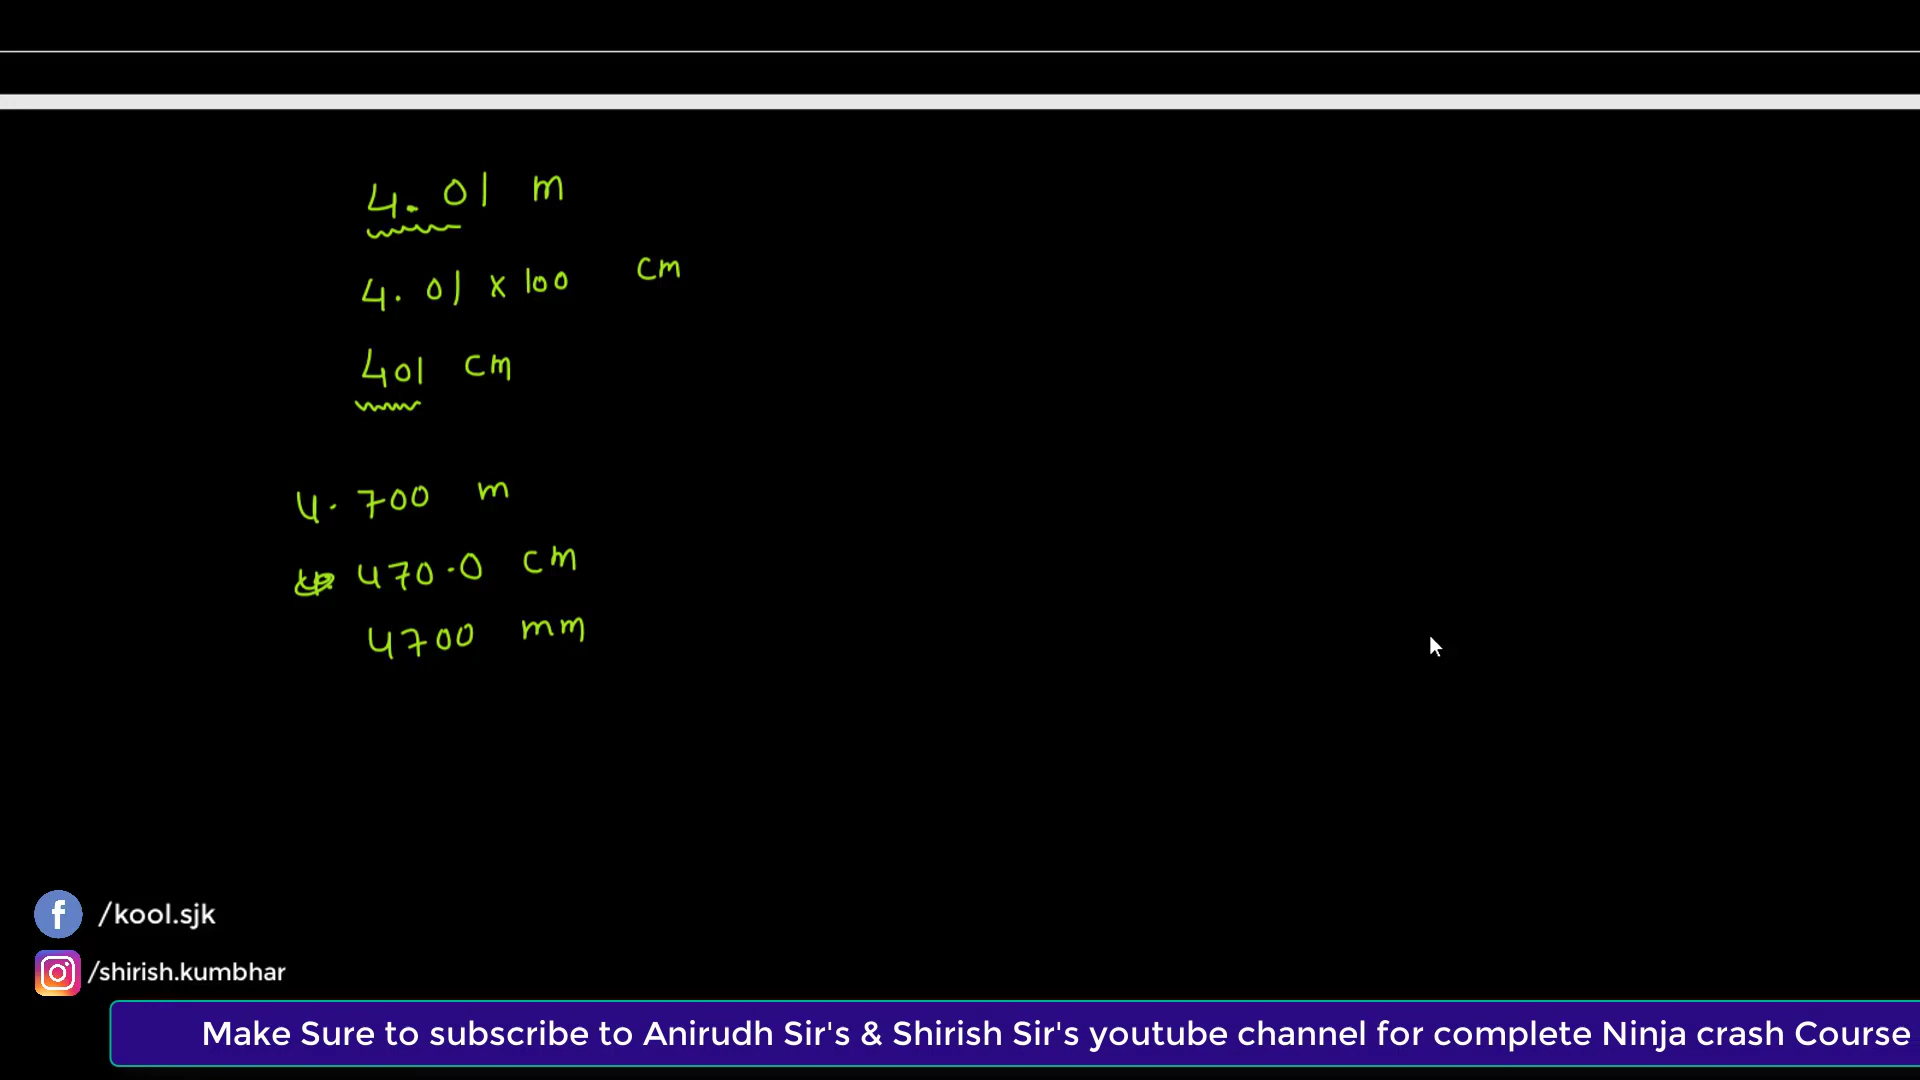 4.01 m
4.01 x 100 cm
401 cm
4.700 m
470.0 cm
4700 mm
/kool.sjk
/shirish.kumbhar
Make Sure to subscribe to Anirudh Sir's & Shirish Sir's youtube channel for complete Ninja crash Course